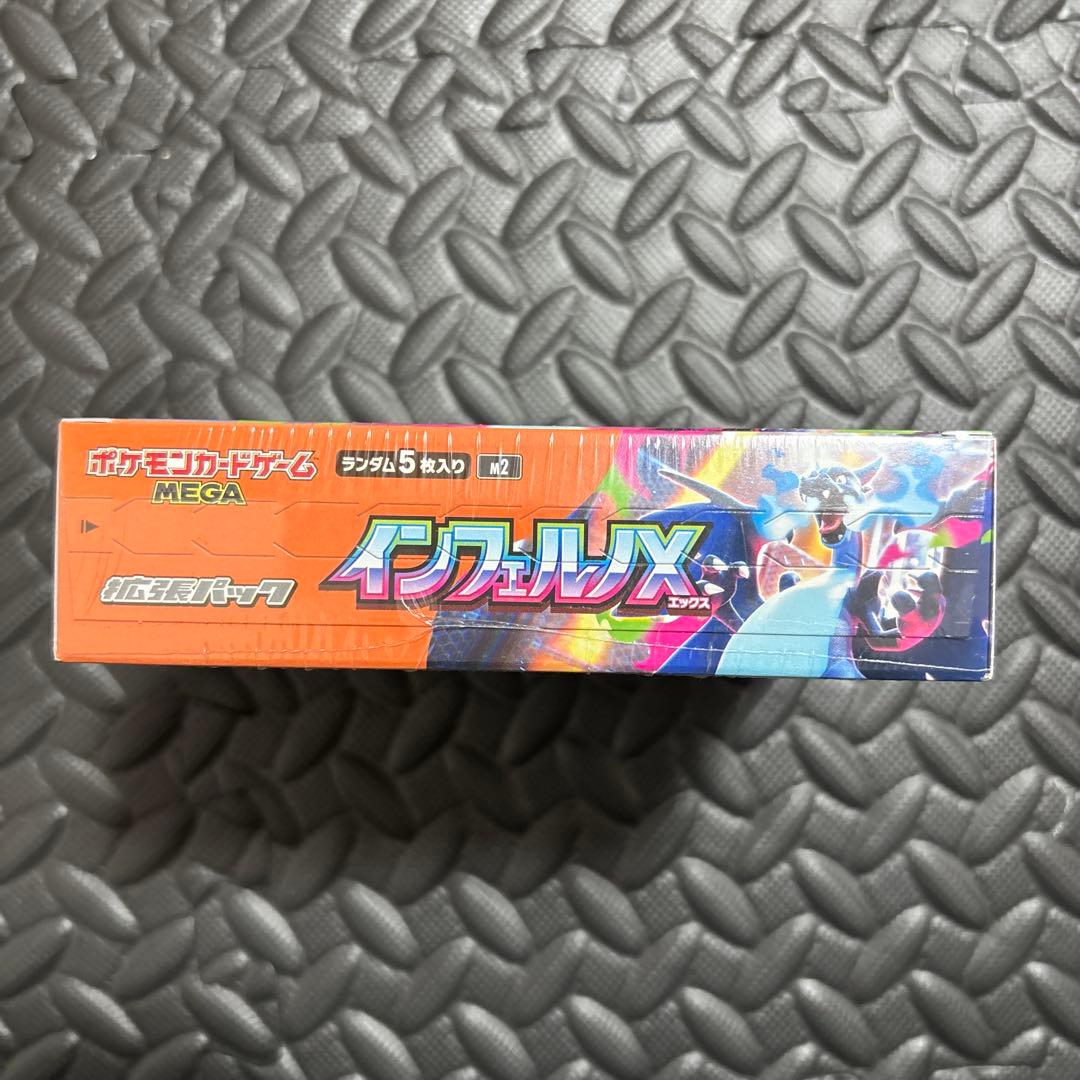 ポケモンカードゲーム
MEGA
ランダム5枚入り
M2
拡張パック
インフェルノX
エックス